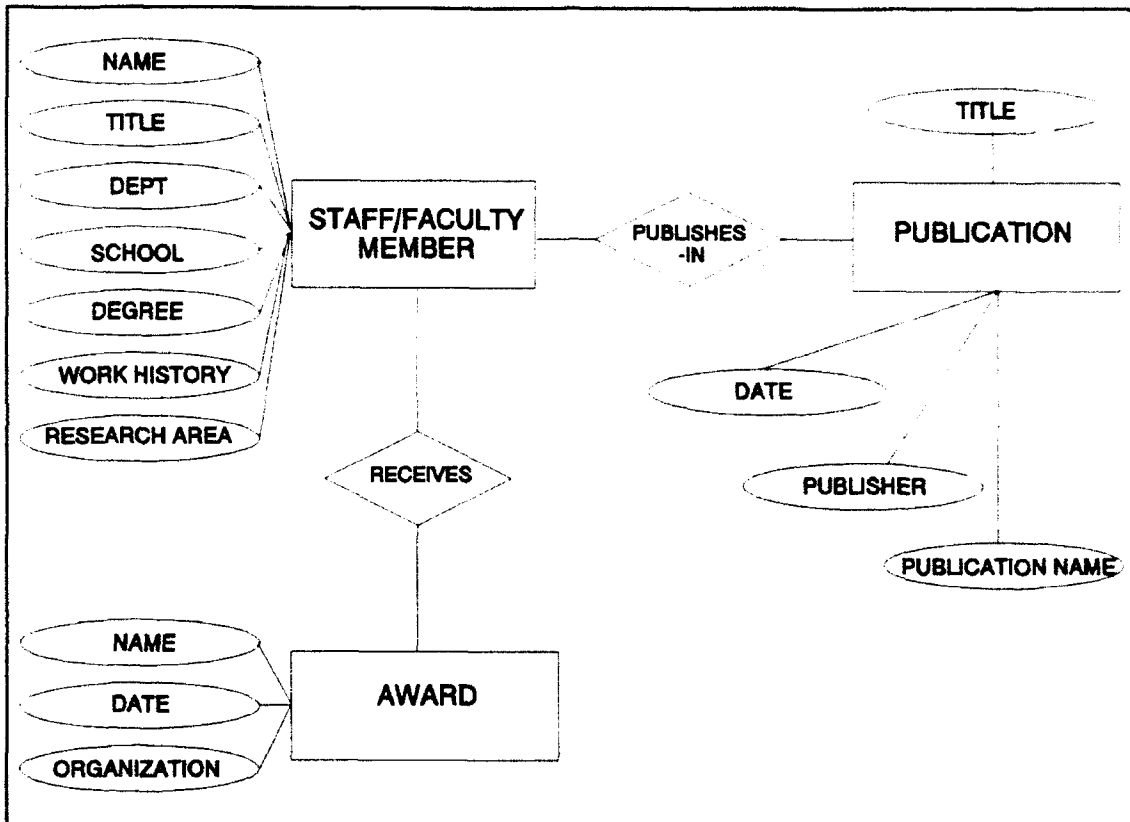 NAME
TITLE
DEPT
SCHOOL
DEGREE
WORK HISTORY
RESEARCH AREA
STAFF/FACULTY
MEMBER
PUBLISHES
-IN
TITLE
PUBLICATION
DATE
PUBLISHER
PUBLICATION NAME
RECEIVES
NAME
DATE
ORGANIZATION
AWARD